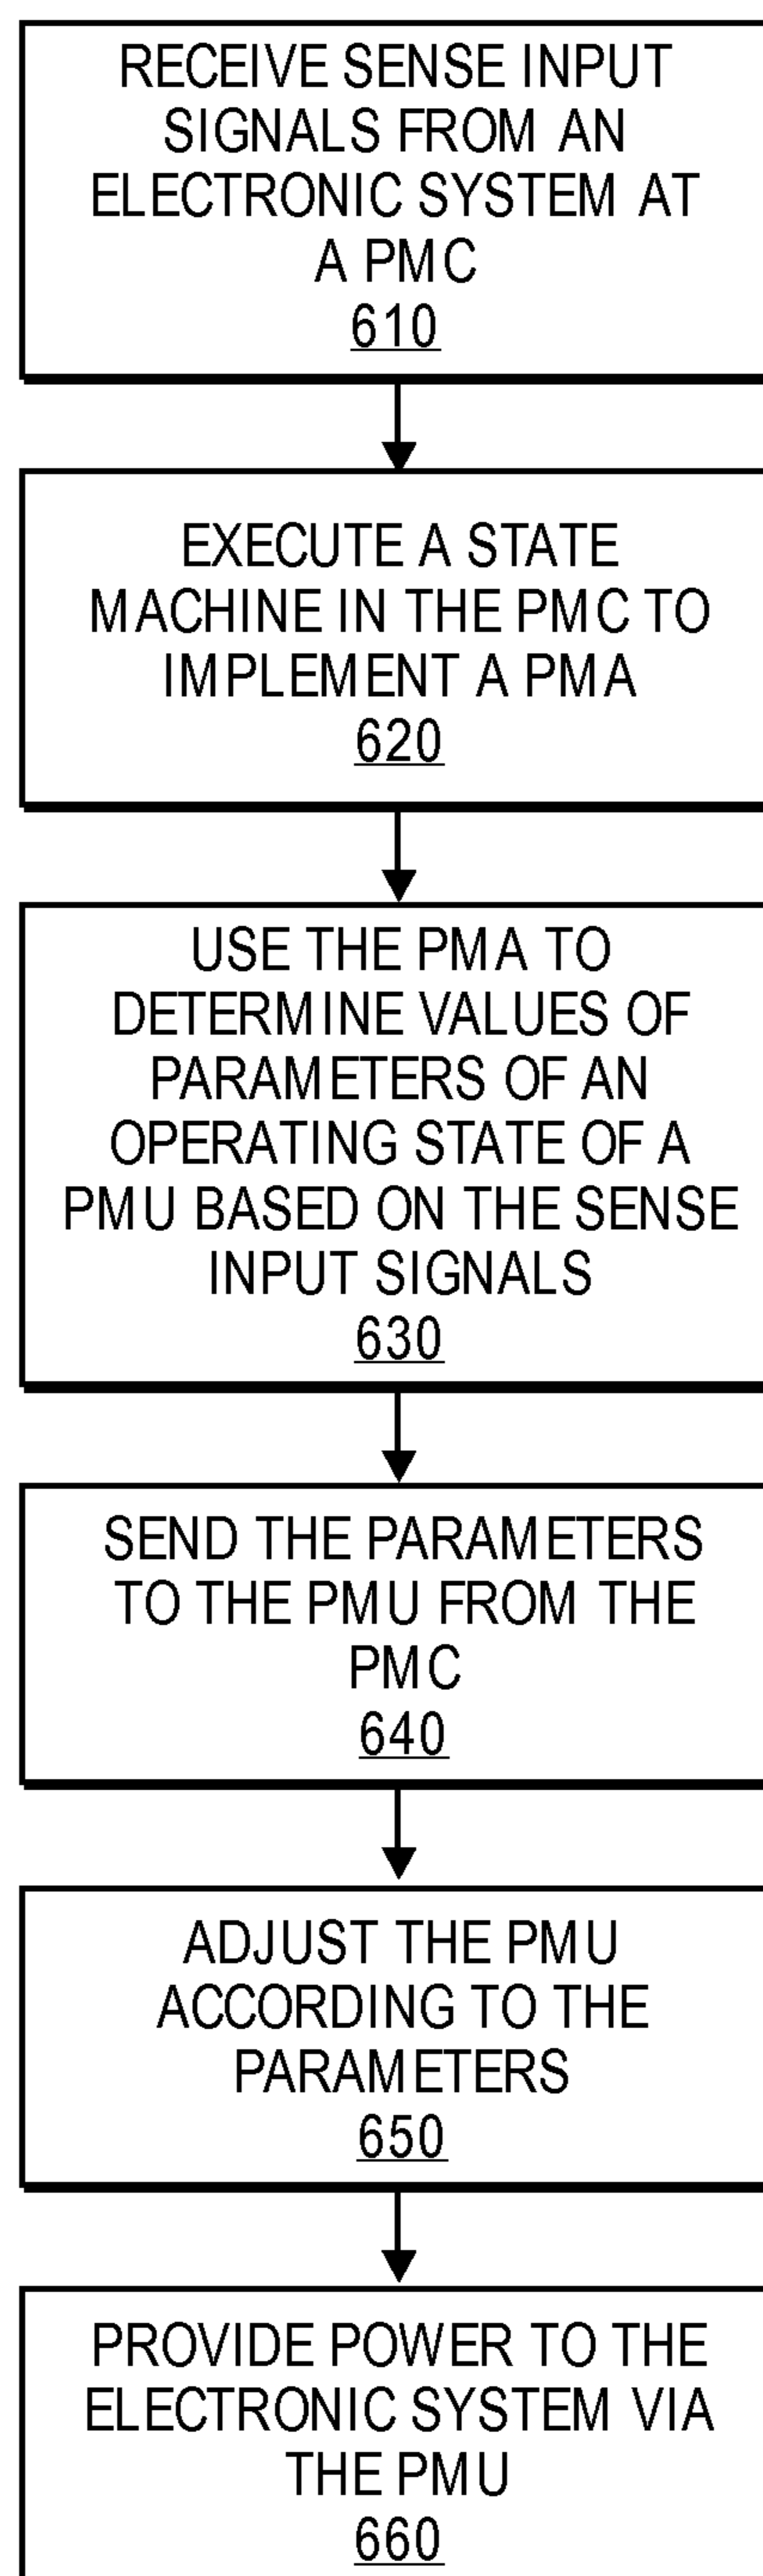 RECEIVE SENSE INPUT
SIGNALS FROM AN
ELECTRONIC SYSTEM AT
A PMC
610
EXECUTE A STATE
MACHINE IN THE PMC TO
IMPLEMENT A PMA
620
USE THE PMA TO
DETERMINE VALUES OF
PARAMETERS OF AN
OPERATING STATE OF A
PMU BASED ON THE SENSE
INPUT SIGNALS
630
SEND THE PARAMETERS
TO THE PMU FROM THE
PMC
640
ADJUST THE PMU
ACCORDING TO THE
PARAMETERS
650
PROVIDE POWER TO THE
ELECTRONIC SYSTEM VIA
THE PMU
660